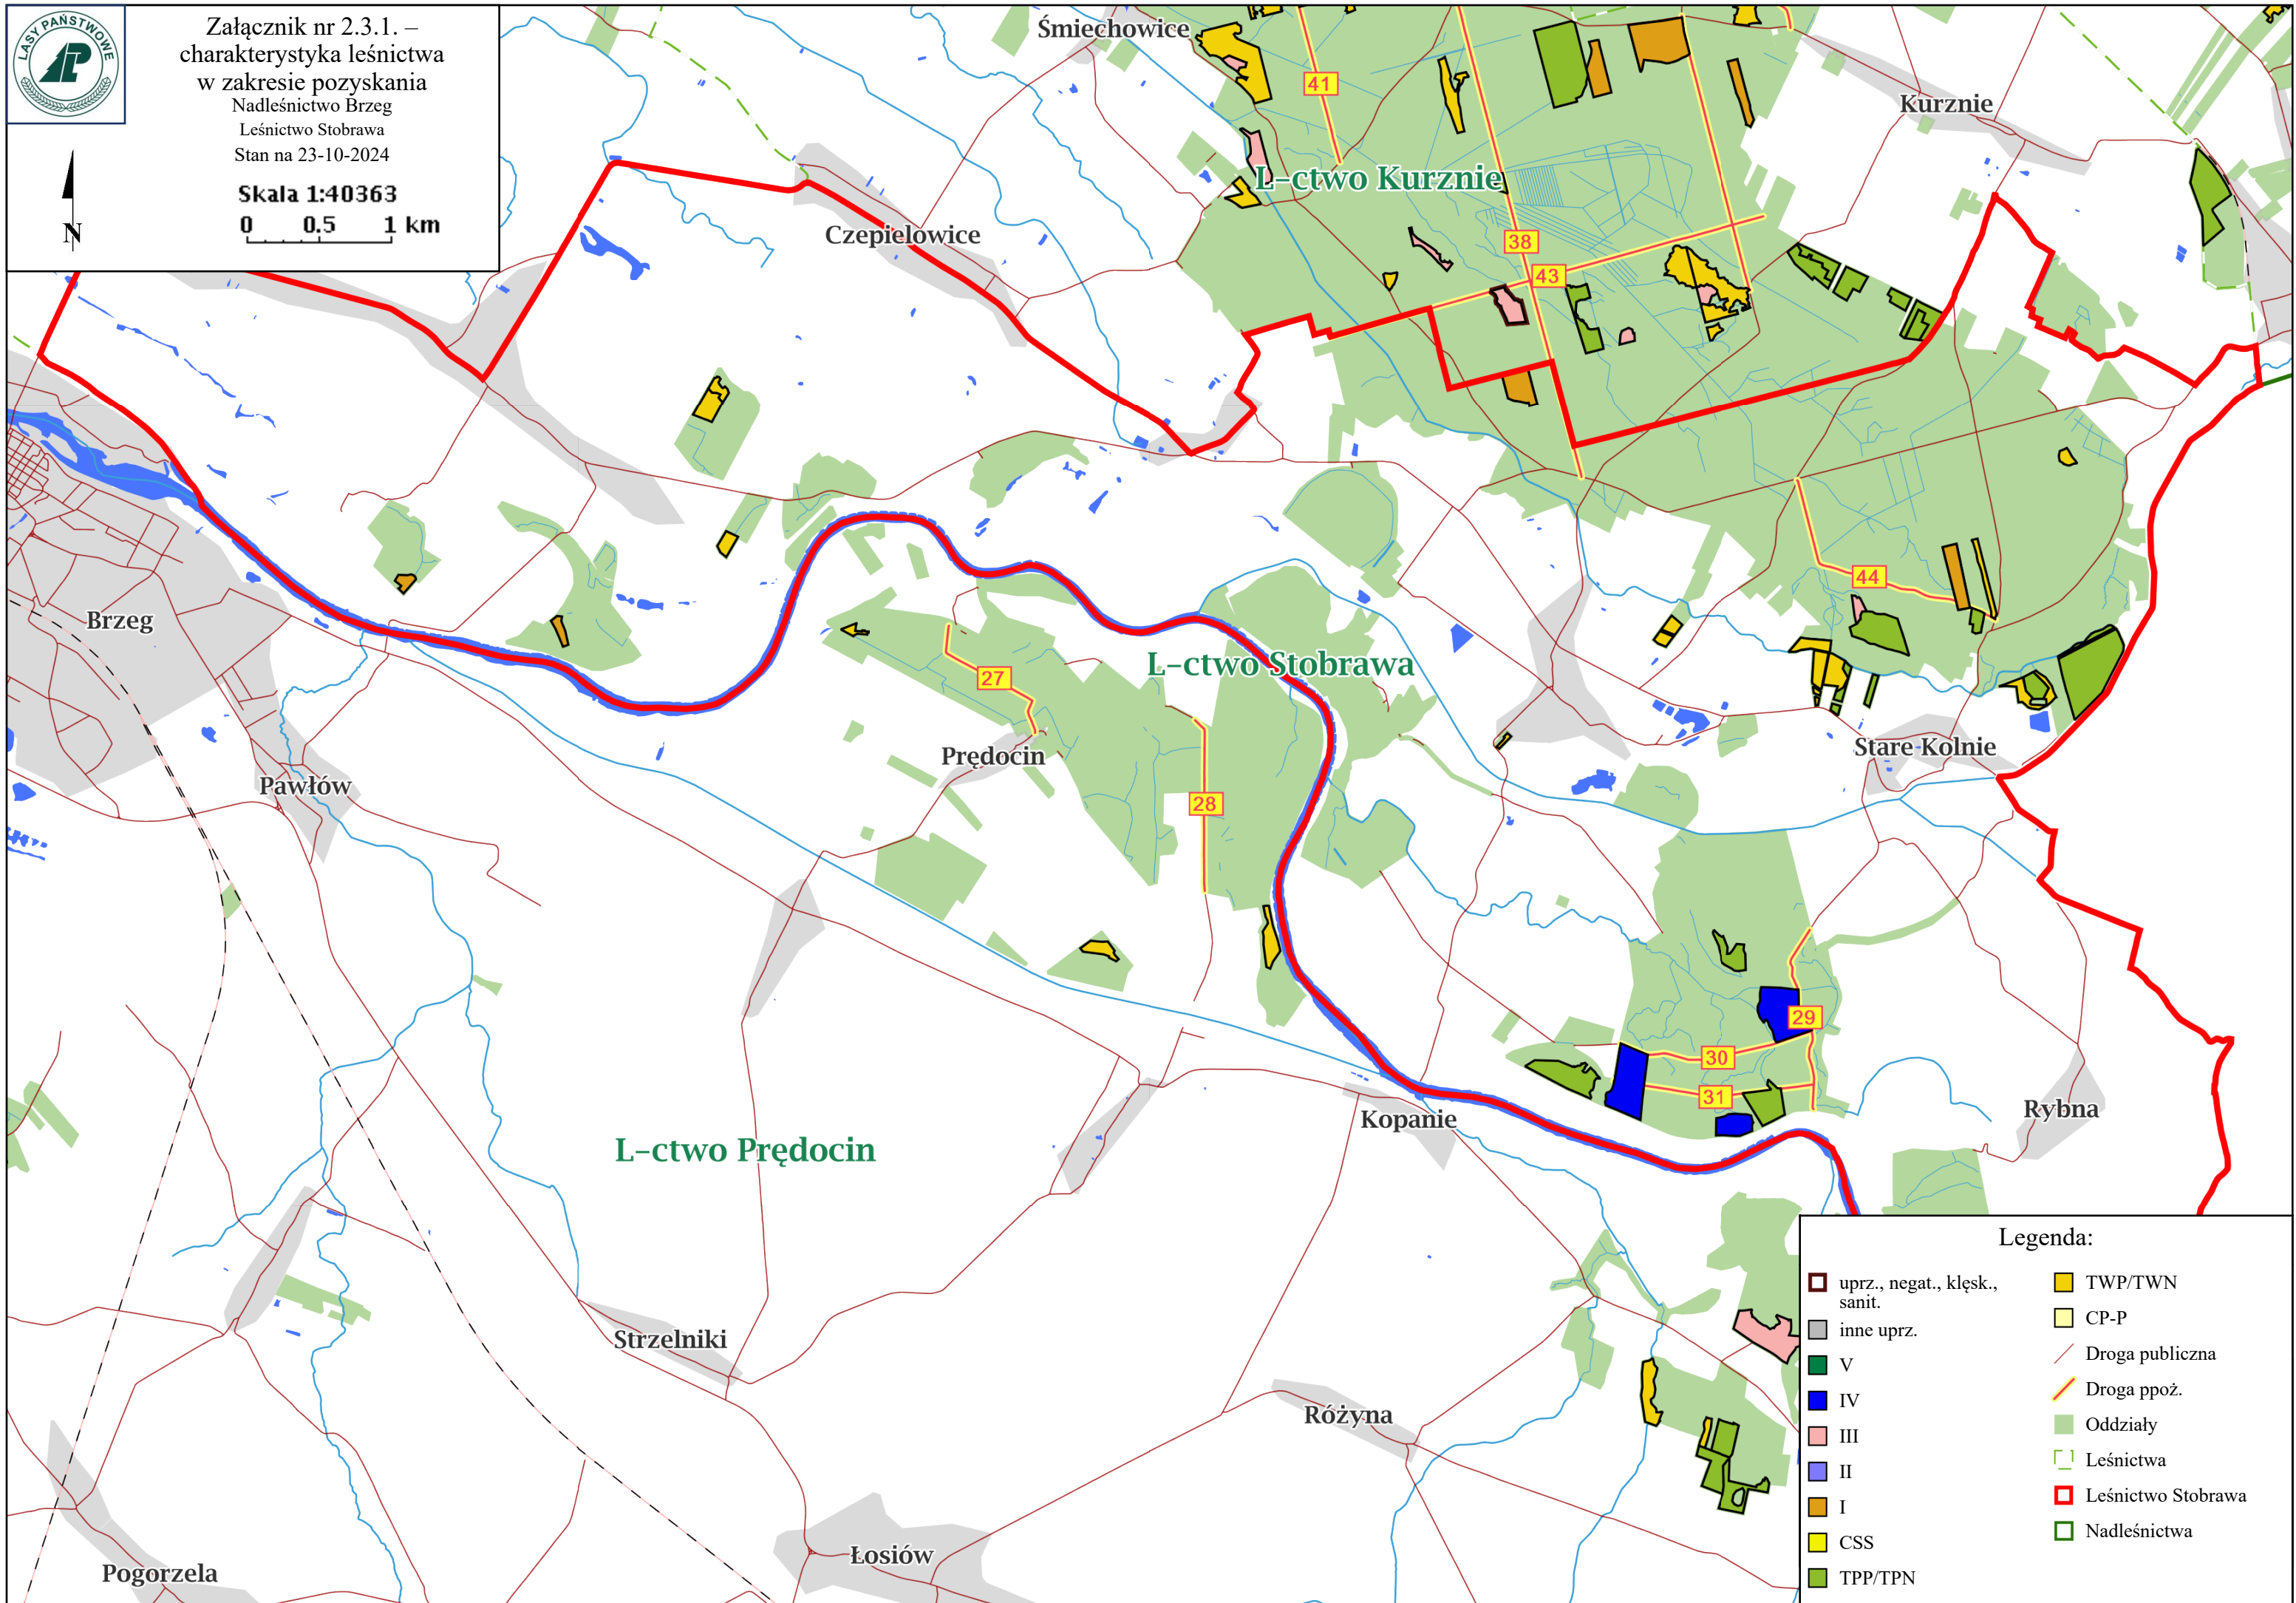 LASY PAŃSTWOWE
Załącznik nr 2.3.1. –
charakterystyka leśnictwa
w zakresie pozyskania
Nadleśnictwo Brzeg
Leśnictwo Stobrawa
Stan na 23-10-2024
Skala 1:40363
0 0.5 1 km
N
Śmiechowice
41
Kurznie
L-ctwo Kurznie
Czepielowice
38
43
44
Brzeg
L-ctwo Stobrawa
27
Prędocin
Stare Kolnie
Pawłów
28
29
30
31
Kopanie
Rybna
L-ctwo Prędocin
Strzelniki
Różyna
Łosiów
Pogorzela
Legenda:
uprz., negat., klęsk.,
sanit.
inne uprz.
V
IV
III
II
I
CSS
TPP/TPN
TWP/TWN
CP-P
Droga publiczna
Droga ppoż.
Oddziały
Leśnictwa
Leśnictwo Stobrawa
Nadleśnictwa